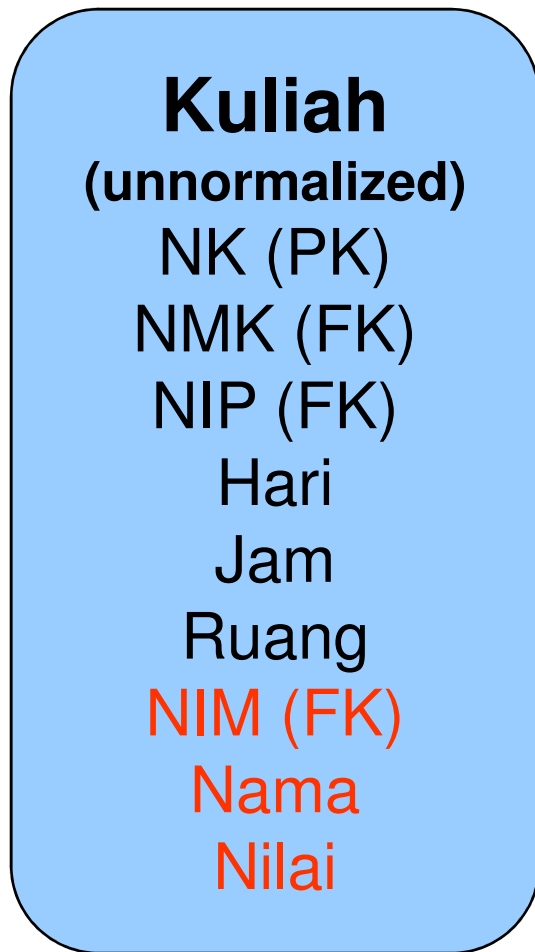 Kuliah
(unnormalized)
NK (PK)
NMK (FK)
NIP (FK)
Hari
Jam
Ruang
NIM (FK)
Nama
Nilai